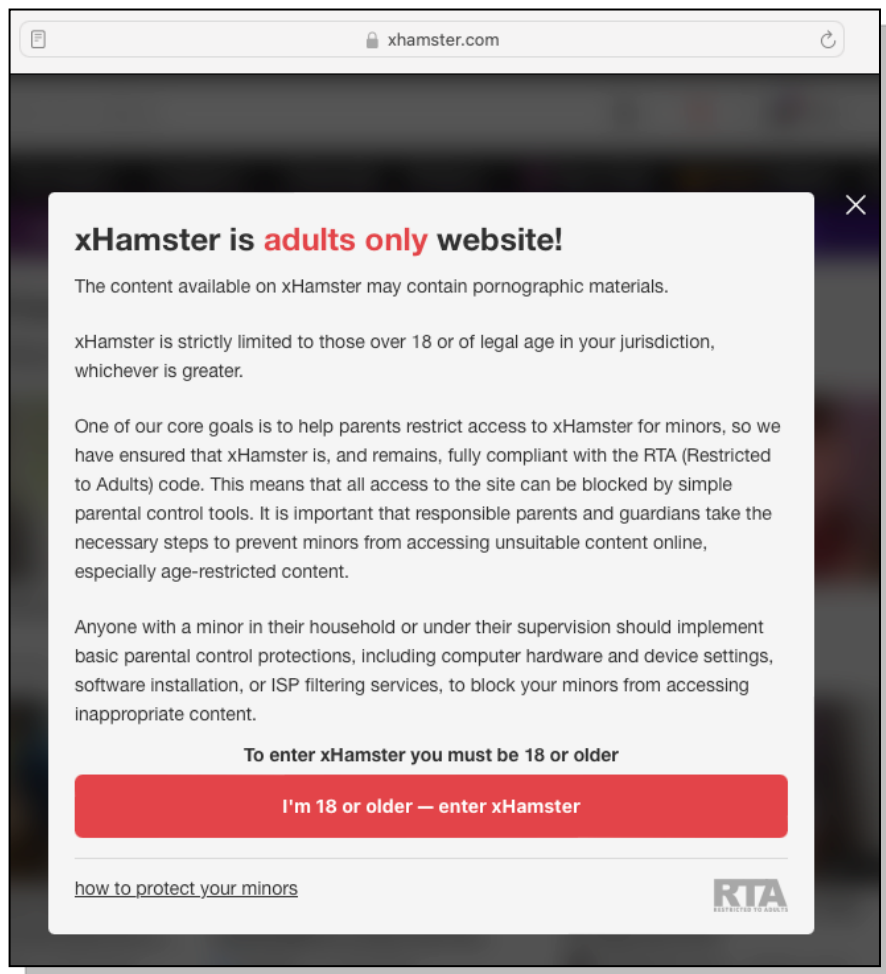 xhamster.com
xHamster is adults only website!
The content available on xHamster may contain pornographic materials.
xHamster is strictly limited to those over 18 or of legal age in your jurisdiction,
whichever is greater.
One of our core goals is to help parents restrict access to xHamster for minors, so we
have ensured that xHamster is, and remains, fully compliant with the RTA (Restricted
to Adults) code. This means that all access to the site can be blocked by simple
parental control tools. It is important that responsible parents and guardians take the
necessary steps to prevent minors from accessing unsuitable content online,
especially age-restricted content.
Anyone with a minor in their household or under their supervision should implement
basic parental control protections, including computer hardware and device settings,
software installation, or ISP filtering services, to block your minors from accessing
inappropriate content.
To enter xHamster you must be 18 or older
I'm 18 or older — enter xHamster
how to protect your minors
RTA
RESTRICTED TO ADULTS